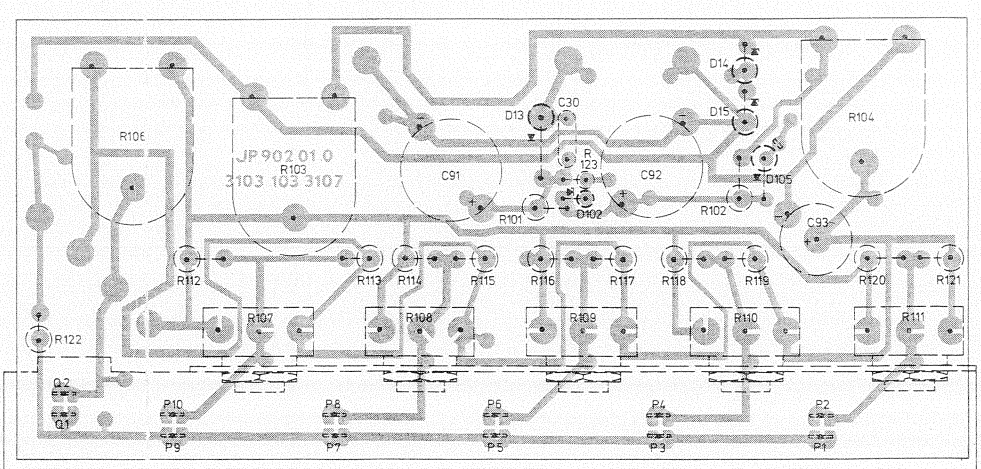 D14
C30
D13
D15
R106
R104
R
123
JP 902 01 0
R103
3103 103 3107
C91
C92
D105
R101
D102
R102
C93
R112
R113
R114
R115
R116
R117
R118
R119
R120
R121
R107
R108
R109
R110
R111
R122
Q2
Q1
P10
P8
P6
P4
P2
P9
P7
P5
P3
P1